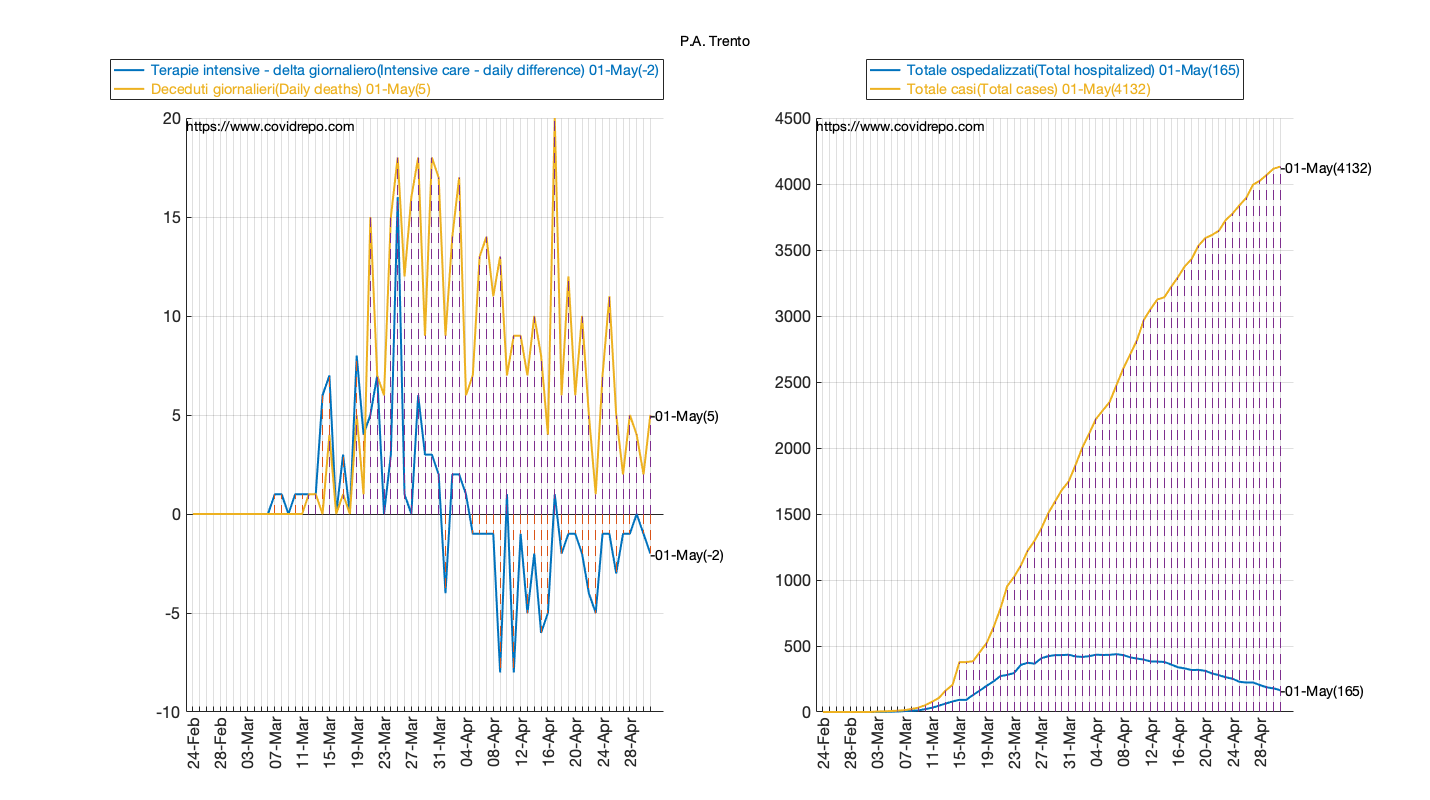 P.A. Trento
Terapie intensive - delta giornaliero(Intensive care - daily difference) 01-May(-2)
Deceduti giornalieri(Daily deaths) 01-May(5)
https://www.covidrepo.com
20
15
10
5
0
-5
-10
-01-May(5)
-01-May(-2)
24-Feb
28-Feb
03-Mar
07-Mar
11-Mar
15-Mar
19-Mar
23-Mar
27-Mar
31-Mar
04-Apr
08-Apr
12-Apr
16-Apr
20-Apr
24-Apr
28-Apr
Totale ospedalizzati(Total hospitalized) 01-May(165)
Totale casi(Total cases) 01-May(4132)
https://www.covidrepo.com
4500
4000
3500
3000
2500
2000
1500
1000
500
0
-01-May(4132)
-01-May(165)
24-Feb
28-Feb
03-Mar
07-Mar
11-Mar
15-Mar
19-Mar
23-Mar
27-Mar
31-Mar
04-Apr
08-Apr
12-Apr
16-Apr
20-Apr
24-Apr
28-Apr